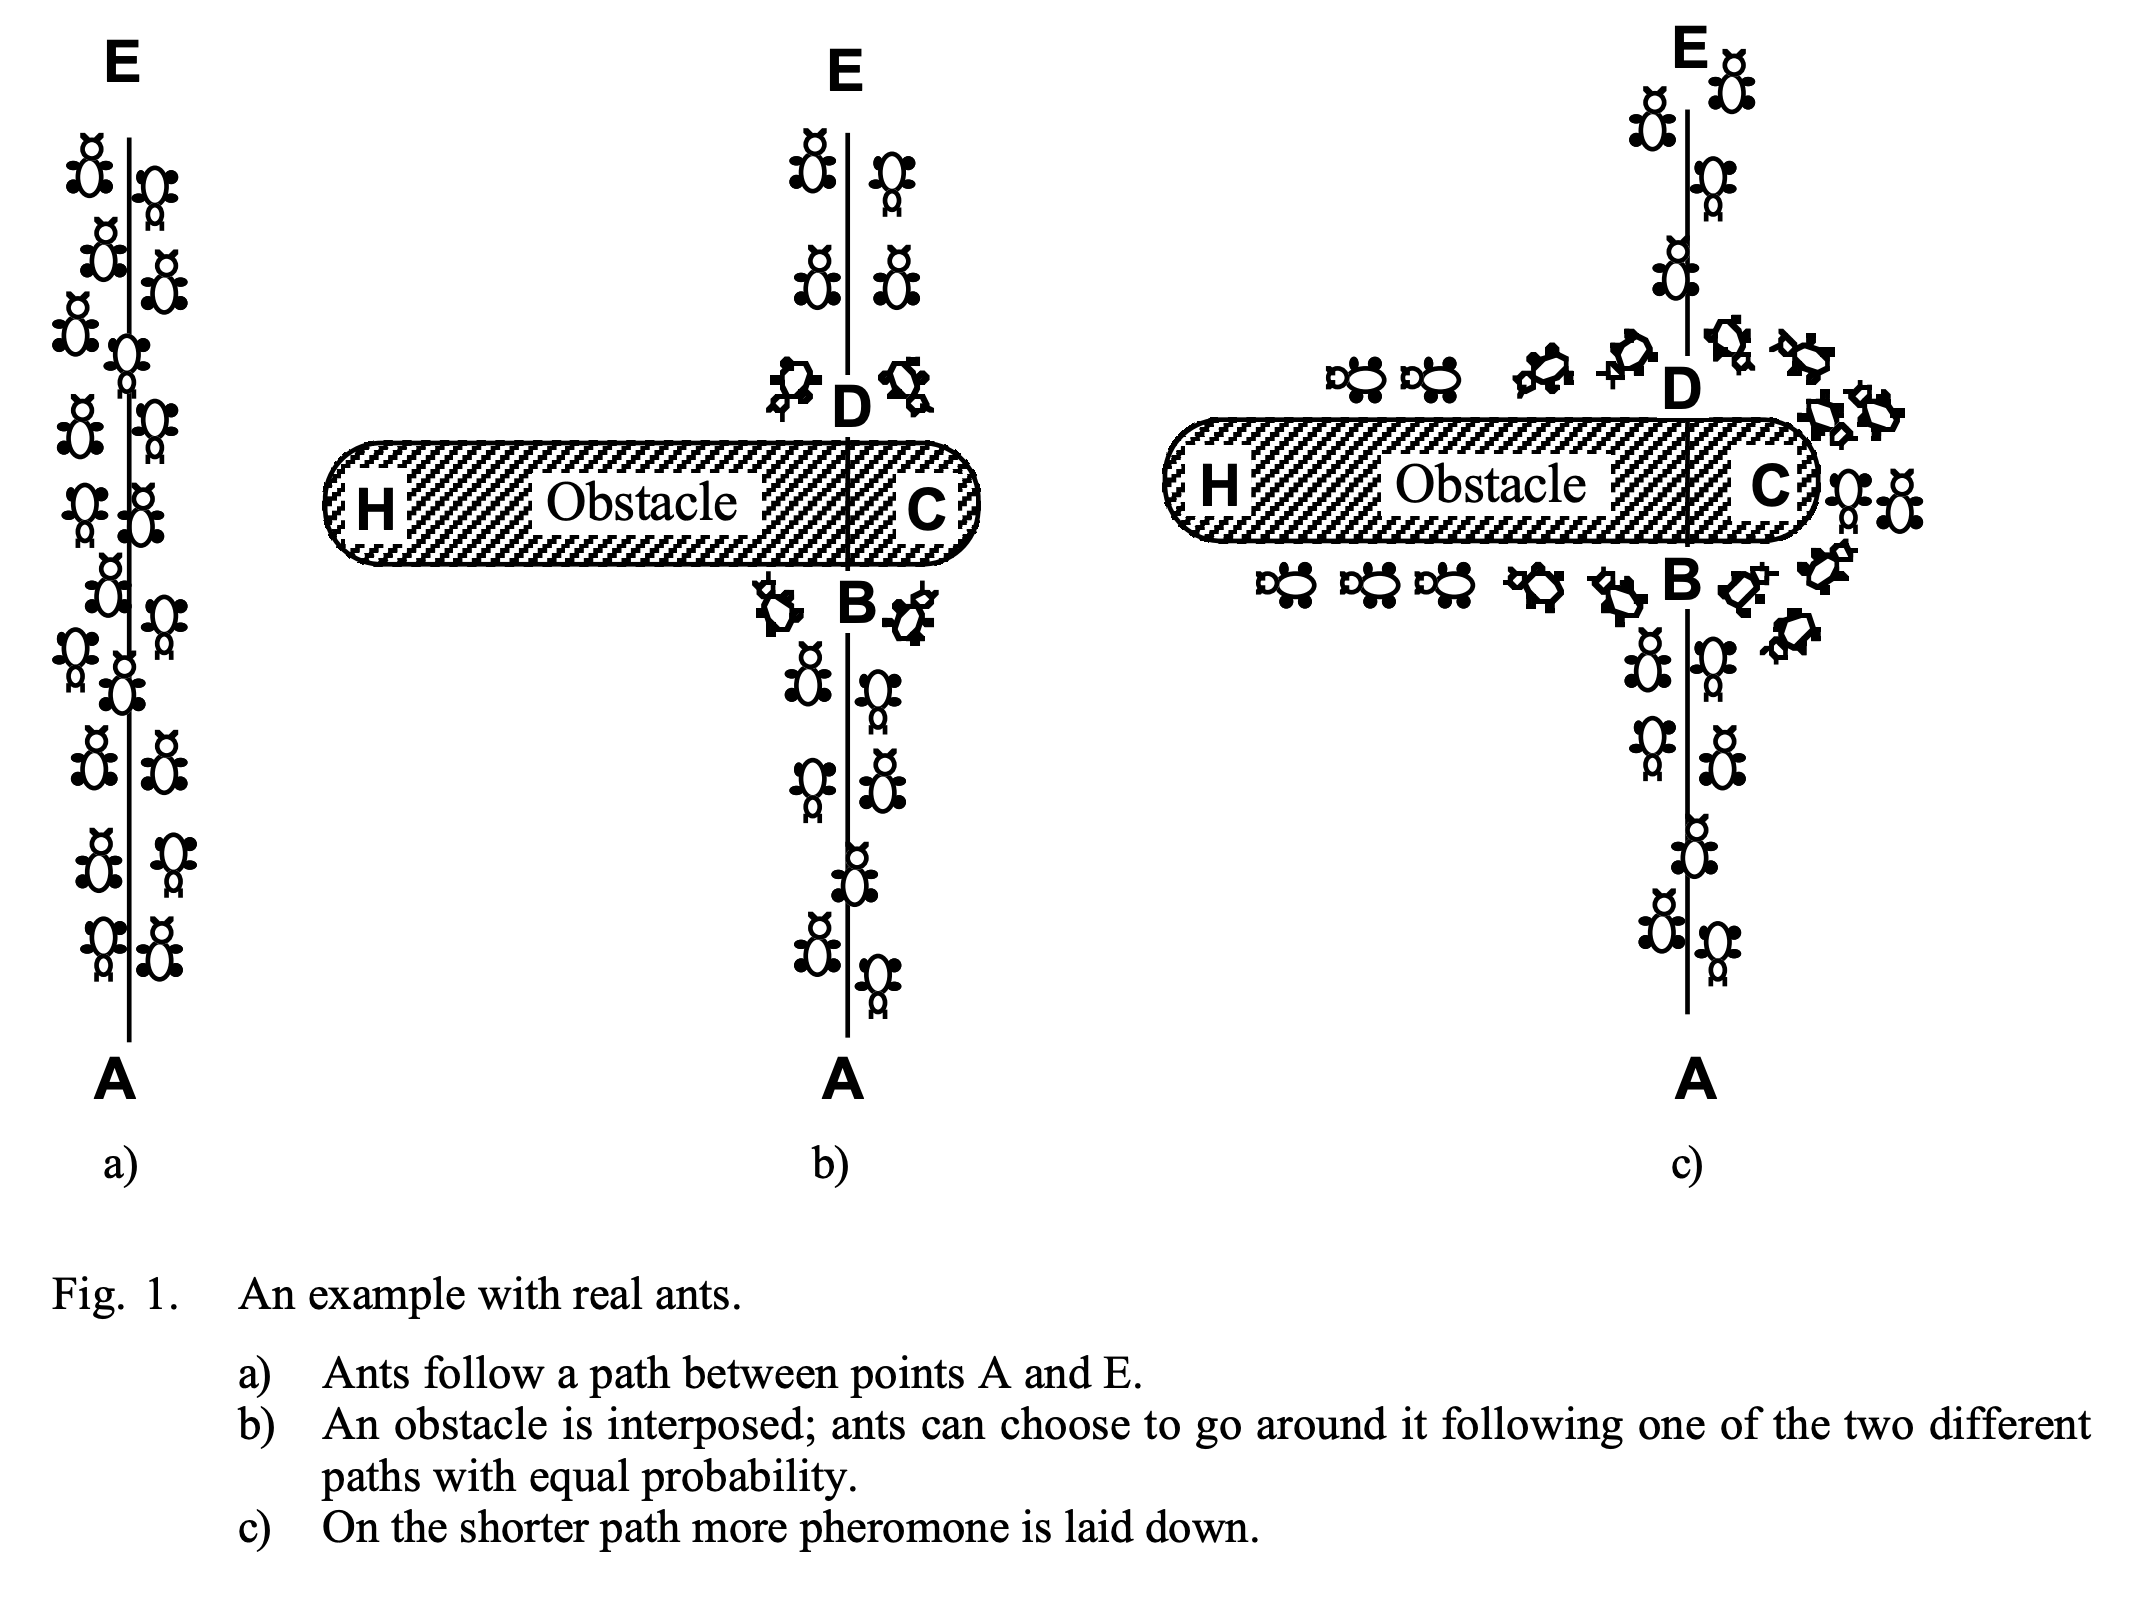 E
A
a)
E
D
H Obstacle C
B
A
b)
E
D
H Obstacle C
B
A
c)
Fig. 1. An example with real ants.
a) Ants follow a path between points A and E.
b) An obstacle is interposed; ants can choose to go around it following one of the two different
paths with equal probability.
c) On the shorter path more pheromone is laid down.